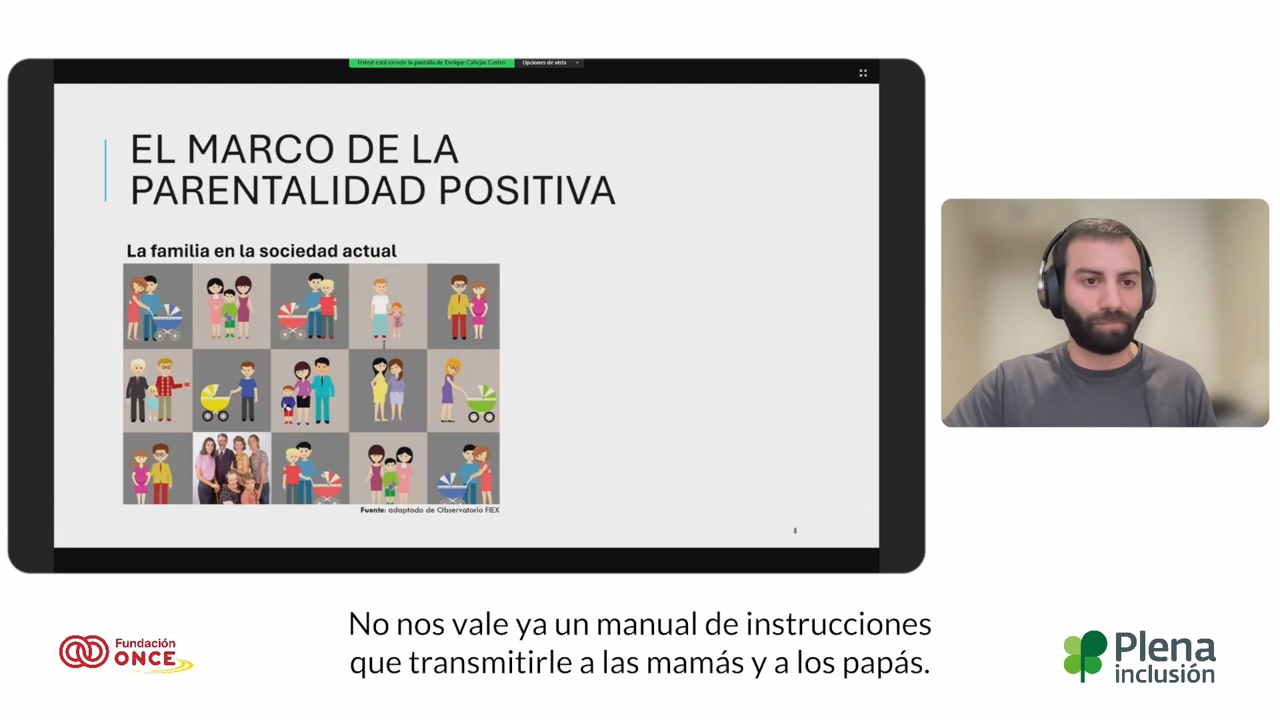 Usted está viendo la pantalla de Enrique Callejas Castro
Opciones de vista
EL MARCO DE LA
PARENTALIDAD POSITIVA
La familia en la sociedad actual
Fuente: adaptado de Observatorio FIEX
8
No nos vale ya un manual de instrucciones
que transmitirle a las mamás y a los papás.
Fundación
ONCE
Plena
inclusión